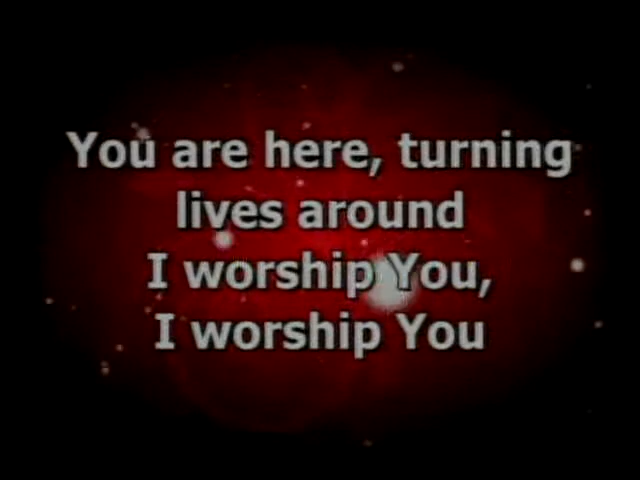 You are here, turning
lives around
I worship You,
I worship You